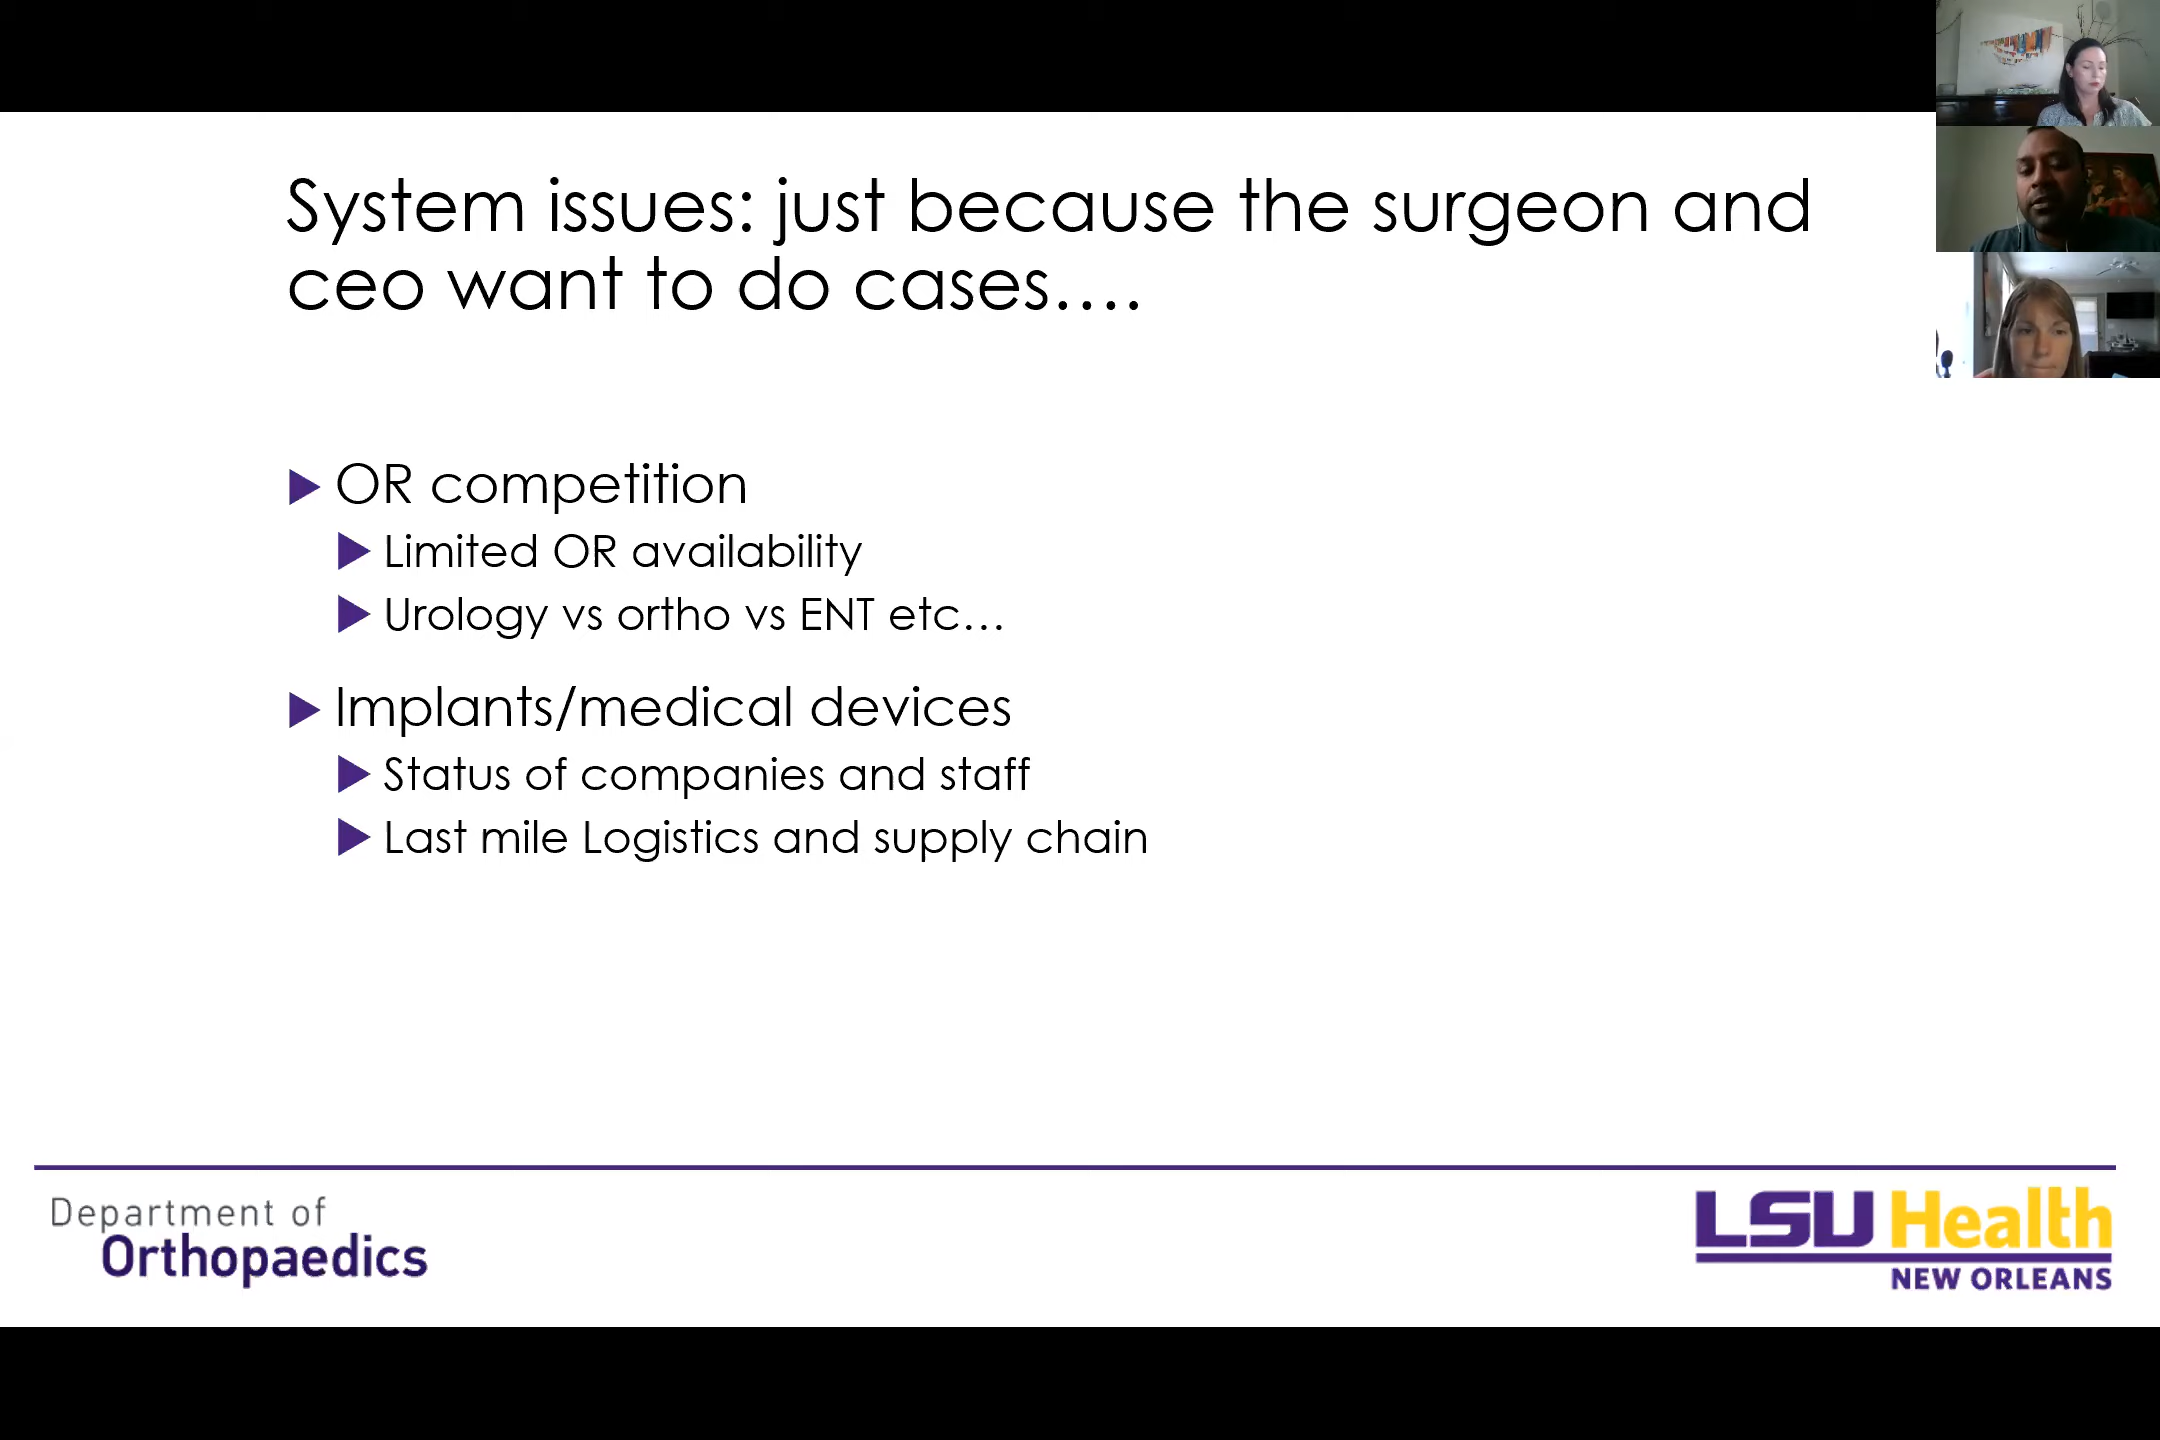 System issues: just because the surgeon and
ceo want to do cases....
OR competition
Limited OR availability
Urology vs ortho vs ENT etc...
Implants/medical devices
Status of companies and staff
Last mile Logistics and supply chain
Department of
Orthopaedics
LSU Health
NEW ORLEANS